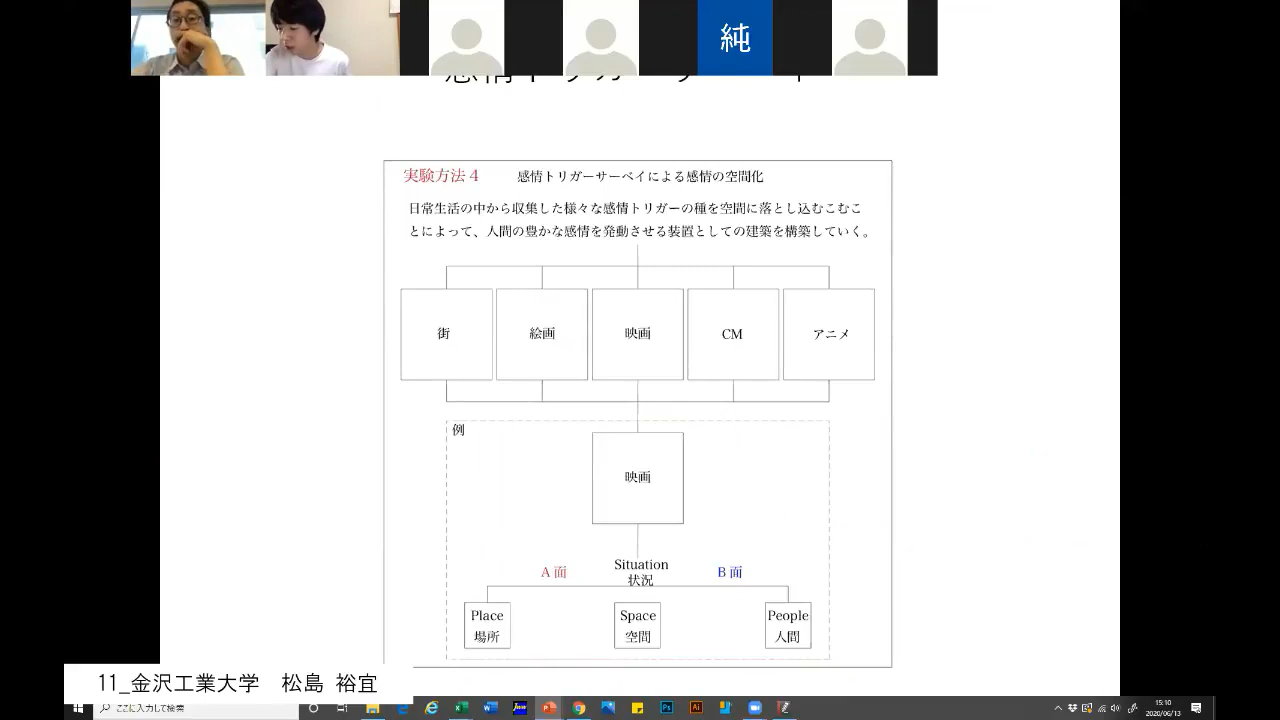 純
実験方法４ 感情トリガーサーベイによる感情の空間化
日常生活の中から収集した様々な感情トリガーの種を空間に落とし込むこむこ
とによって、人間の豊かな感情を発動させる装置としての建築を構築していく。
街 絵画 映画 CM アニメ
例
映画
Situation
A 面 B 面
状況
Place Space People
場所 空間 人間
11_金沢工業大学 松島 裕宜
ここに入力して検索
15:10
2020/06/13